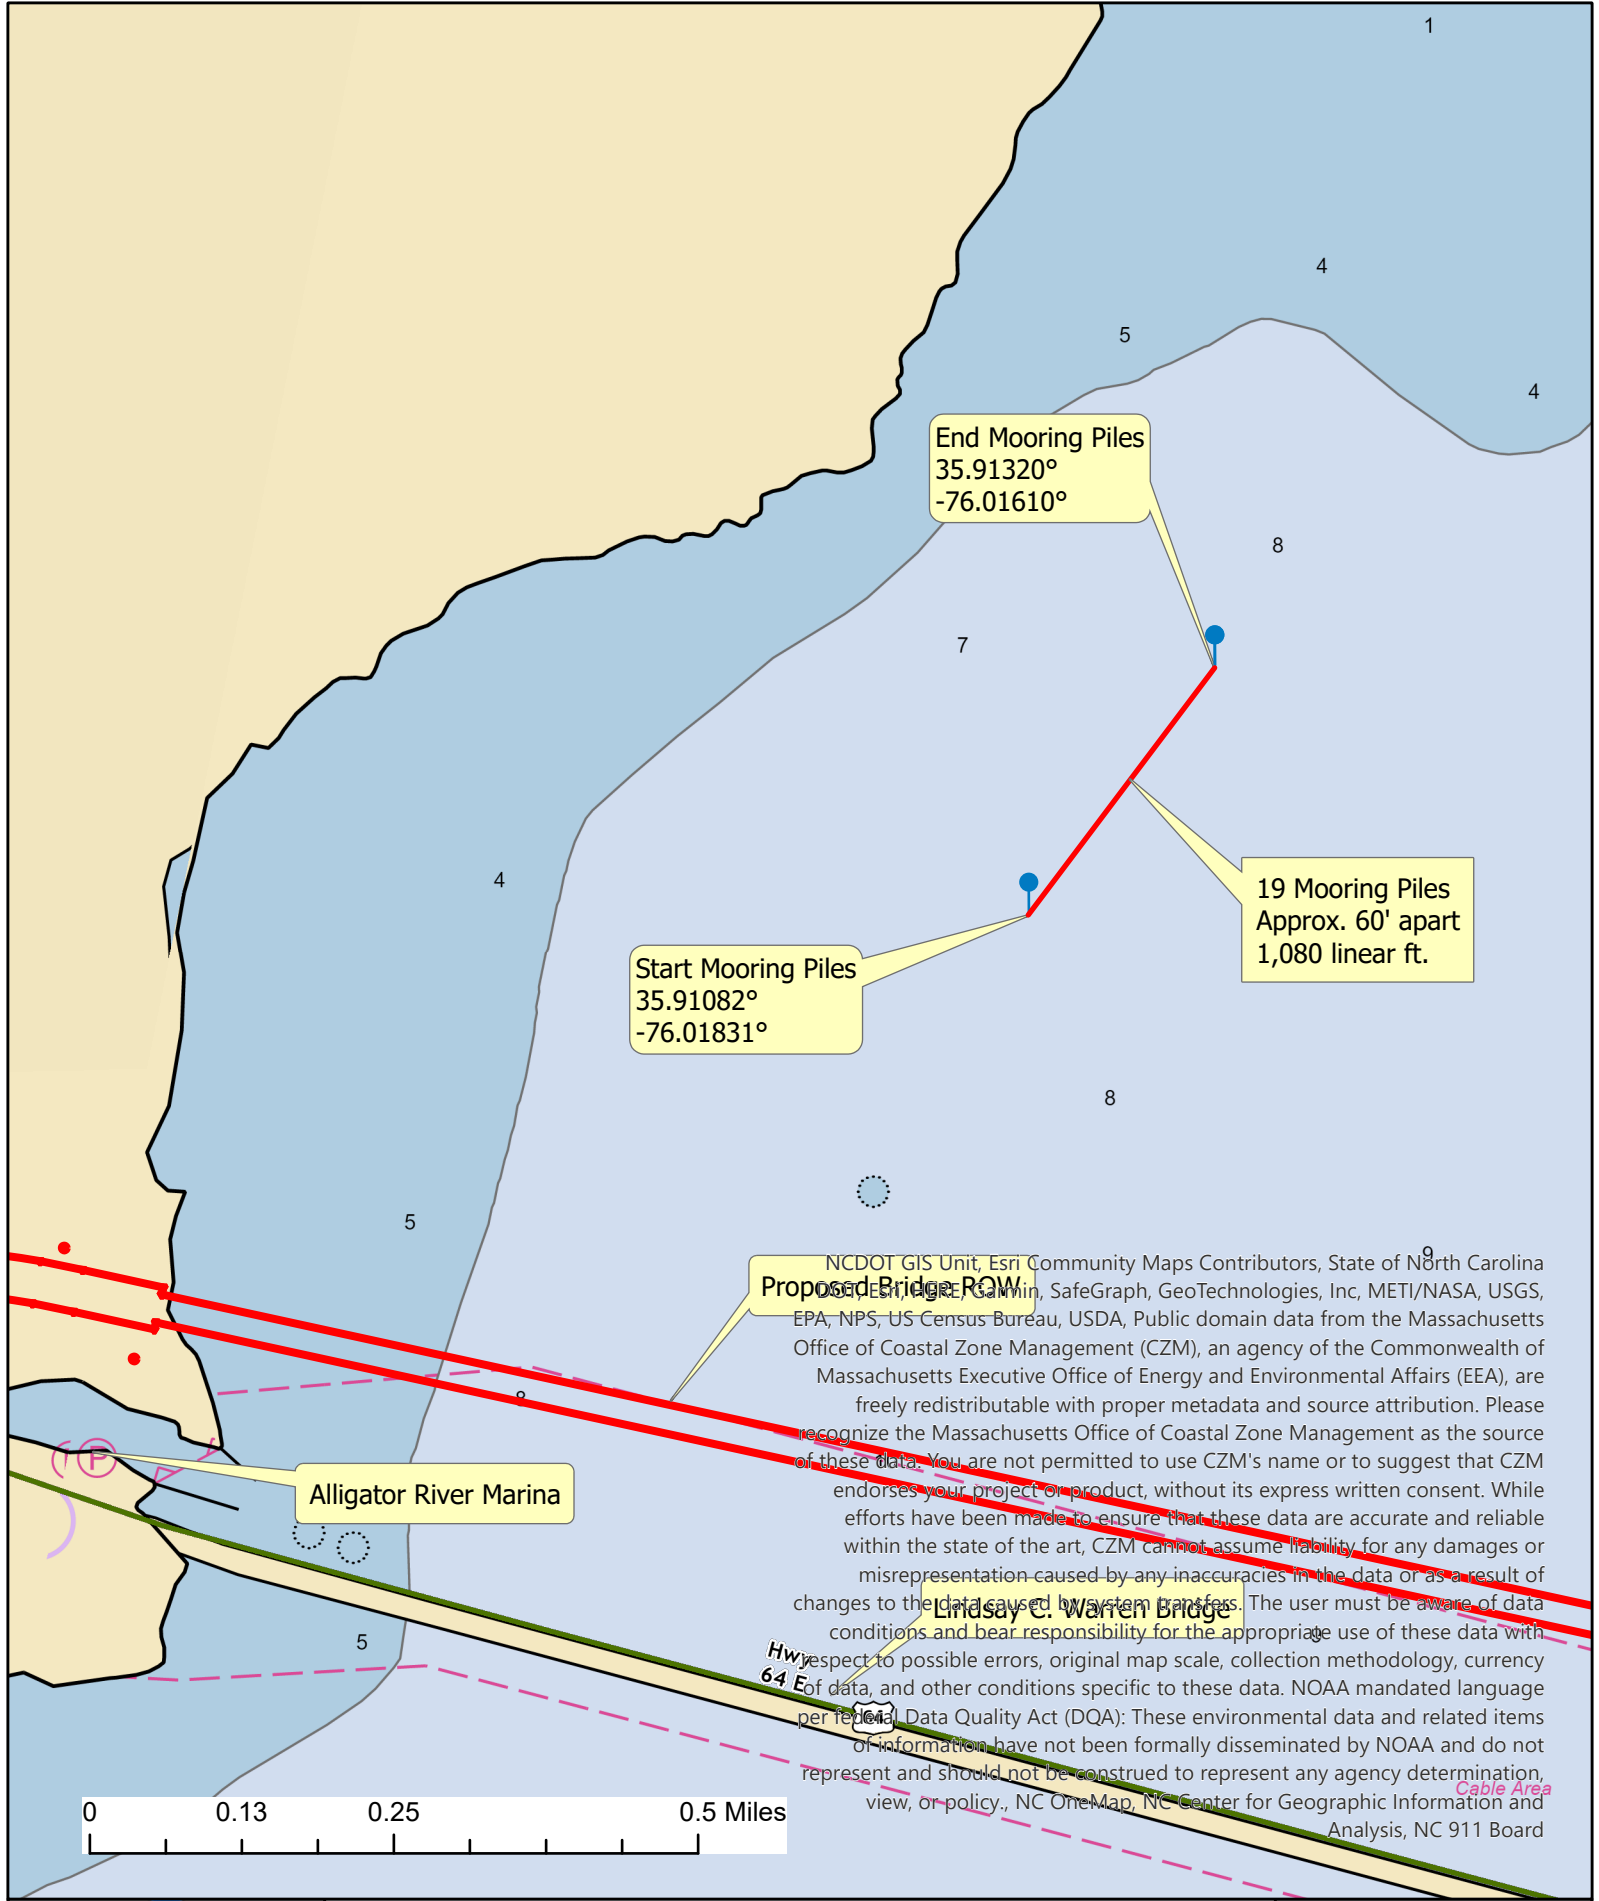 1
4
5
4
End Mooring Piles
35.91320°
-76.01610°
8
7
4
19 Mooring Piles
Approx. 60' apart
1,080 linear ft.
Start Mooring Piles
35.91082°
-76.01831°
8
5
9
Proposed Bridge ROW
NCDOT GIS Unit, Esri Community Maps Contributors, State of North Carolina
DOT, Esri, HERE, Garmin, SafeGraph, GeoTechnologies, Inc, METI/NASA, USGS,
EPA, NPS, US Census Bureau, USDA, Public domain data from the Massachusetts
Office of Coastal Zone Management (CZM), an agency of the Commonwealth of
Massachusetts Executive Office of Energy and Environmental Affairs (EEA), are
freely redistributable with proper metadata and source attribution. Please
recognize the Massachusetts Office of Coastal Zone Management as the source
of these data. You are not permitted to use CZM's name or to suggest that CZM
endorses your project or product, without its express written consent. While
efforts have been made to ensure that these data are accurate and reliable
within the state of the art, CZM cannot assume liability for any damages or
misrepresentation caused by any inaccuracies in the data or as a result of
changes to the data caused by system transfers. The user must be aware of data
conditions and bear responsibility for the appropriate use of these data with
respect to possible errors, original map scale, collection methodology, currency
of data, and other conditions specific to these data. NOAA mandated language
per federal Data Quality Act (DQA): These environmental data and related items
of information have not been formally disseminated by NOAA and do not
represent and should not be construed to represent any agency determination,
view, or policy., NC OneMap, NC Center for Geographic Information and
Analysis, NC 911 Board
8
P
Alligator River Marina
Lindsay C. Warren Bridge
9
5
Hwy
64 E
64
Cable Area
0 0.13 0.25 0.5 Miles